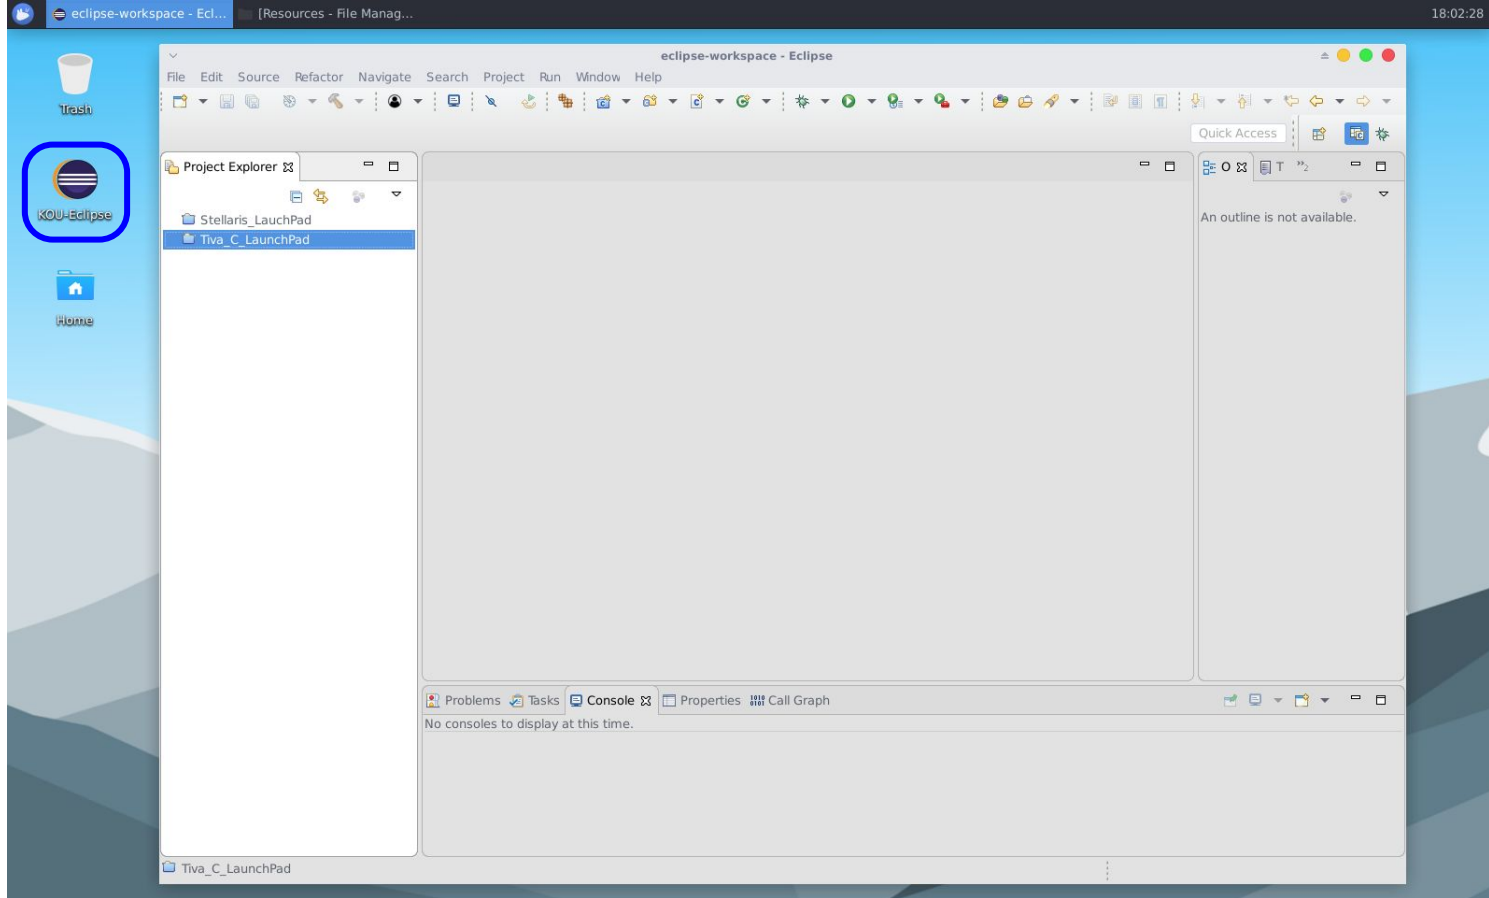 eclipse-workspace - Ecl...
[Resources - File Manag...
18:02:28
Trash
KOU-Eclipse
Home
eclipse-workspace - Eclipse
File Edit Source Refactor Navigate Search Project Run Window Help
Quick Access
Project Explorer
Stellaris_LauchPad
Tiva_C_LaunchPad
O
T
»2
An outline is not available.
Problems
Tasks
Console
Properties
Call Graph
No consoles to display at this time.
Tiva_C_LaunchPad